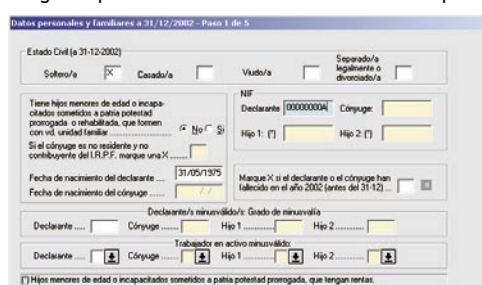 Datos personales y familiares a 31/12/2002 - Paso 1 de 5
Estado Civil (a 31-12-2002)
Soltero/a X Casado/a Viudo/a Separado/a legalmente o divorciado/a
Tiene hijos menores de edad o incapa-
citados sometidos a patria potestad
prorrogada o rehabilitada, que formen
con vd. unidad familiar No Si
Si el cónyuge es no residente y no
contribuyente del I.R.P.F. marque una X
Fecha de nacimiento del declarante 31/05/1975
Fecha de nacimiento del cónyuge / /
NIF
Declarante 00000000A Cónyuge:
Hijo 1: (*) Hijo 2: (*)
Marque X si el declarante o el cónyuge han
fallecido en el año 2002 (antes del 31-12) ...
Declarante/s minusválido/s: Grado de minusvalía
Declarante ..... Cónyuge ........ Hijo 1 ............ Hijo 2 ............
Trabajador en activo minusválido:
Declarante ..... Cónyuge ........ Hijo 1 ............ Hijo 2 ............
(*) Hijos menores de edad o incapacitados sometidos a patria potestad prorrogada, que tengan rentas.